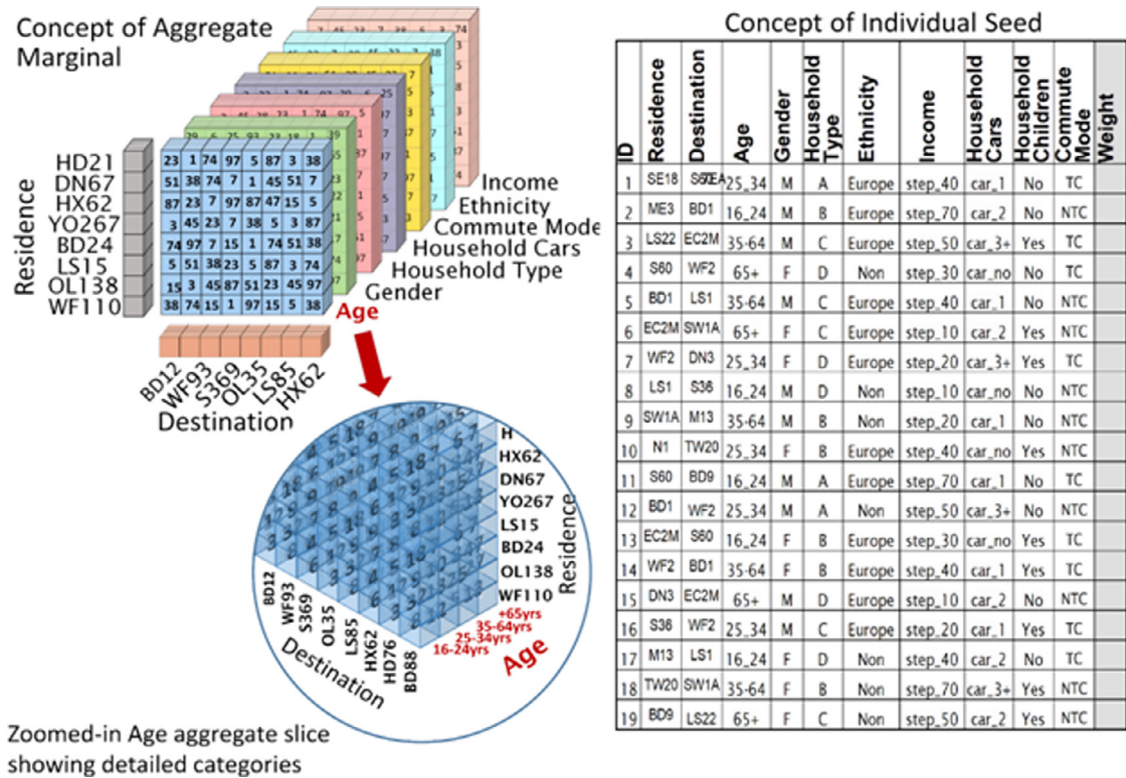 Concept of Aggregate
Marginal
Residence
HD21
DN67
HX62
YO267
BD24
LS15
OL138
WF110
23 1 74 97 5 87 3 38
51 38 74 7 1 45 51 7
87 23 7 97 87 47 15 5
3 45 23 7 38 5 3 87
74 97 7 15 1 74 51 38
5 51 38 23 5 87 3 74
15 3 45 87 51 23 45 97
38 74 15 1 97 15 5 38
Income
Ethnicity
Commute Mode
Household Cars
Household Type
Gender
Age
BD12
WF93
S369
OL35
LS85
HX62
Destination
H
HX62
DN67
YO267
LS15
BD24
OL138
WF110
Residence
+65yrs
35-64yrs
25-34yrs
16-24yrs
Age
BD12
WF93
S369
OL35
LS85
HX62
HD76
BD88
Destination
Zoomed-in Age aggregate slice
showing detailed categories
Concept of Individual Seed
ID Residence Destination Age Gender Household Type Ethnicity Income Household Cars Household Children Commute Mode Weight
1 SE18 25_34 M A Europe step_40 car_1 No TC
2 ME3 BD1 16_24 M B Europe step_70 car_2 No NTC
3 LS22 EC2M 35-64 M C Europe step_50 car_3+ Yes TC
4 S60 WF2 65+ F D Non step_30 car_no No TC
5 BD1 LS1 35-64 M C Europe step_40 car_1 No NTC
6 EC2M SW1A 65+ F C Europe step_10 car_2 Yes NTC
7 WF2 DN3 25_34 F D Europe step_20 car_3+ Yes TC
8 LS1 S36 16_24 M D Non step_10 car_no No NTC
9 SW1A M13 35-64 M B Non step_20 car_1 No NTC
10 N1 TW20 25_34 F B Europe step_40 car_no Yes NTC
11 S60 BD9 16_24 M A Europe step_70 car_1 No TC
12 BD1 WF2 25_34 M A Non step_50 car_3+ No NTC
13 EC2M S60 16_24 F B Europe step_30 car_no Yes TC
14 WF2 BD1 35-64 F B Europe step_40 car_1 Yes TC
15 DN3 EC2M 65+ M D Europe step_10 car_2 No NTC
16 S36 WF2 25_34 M C Europe step_20 car_1 Yes TC
17 M13 LS1 16_24 F D Non step_40 car_2 No TC
18 TW20 SW1A 35-64 F B Non step_70 car_3+ Yes NTC
19 BD9 LS22 65+ F C Non step_50 car_2 Yes NTC